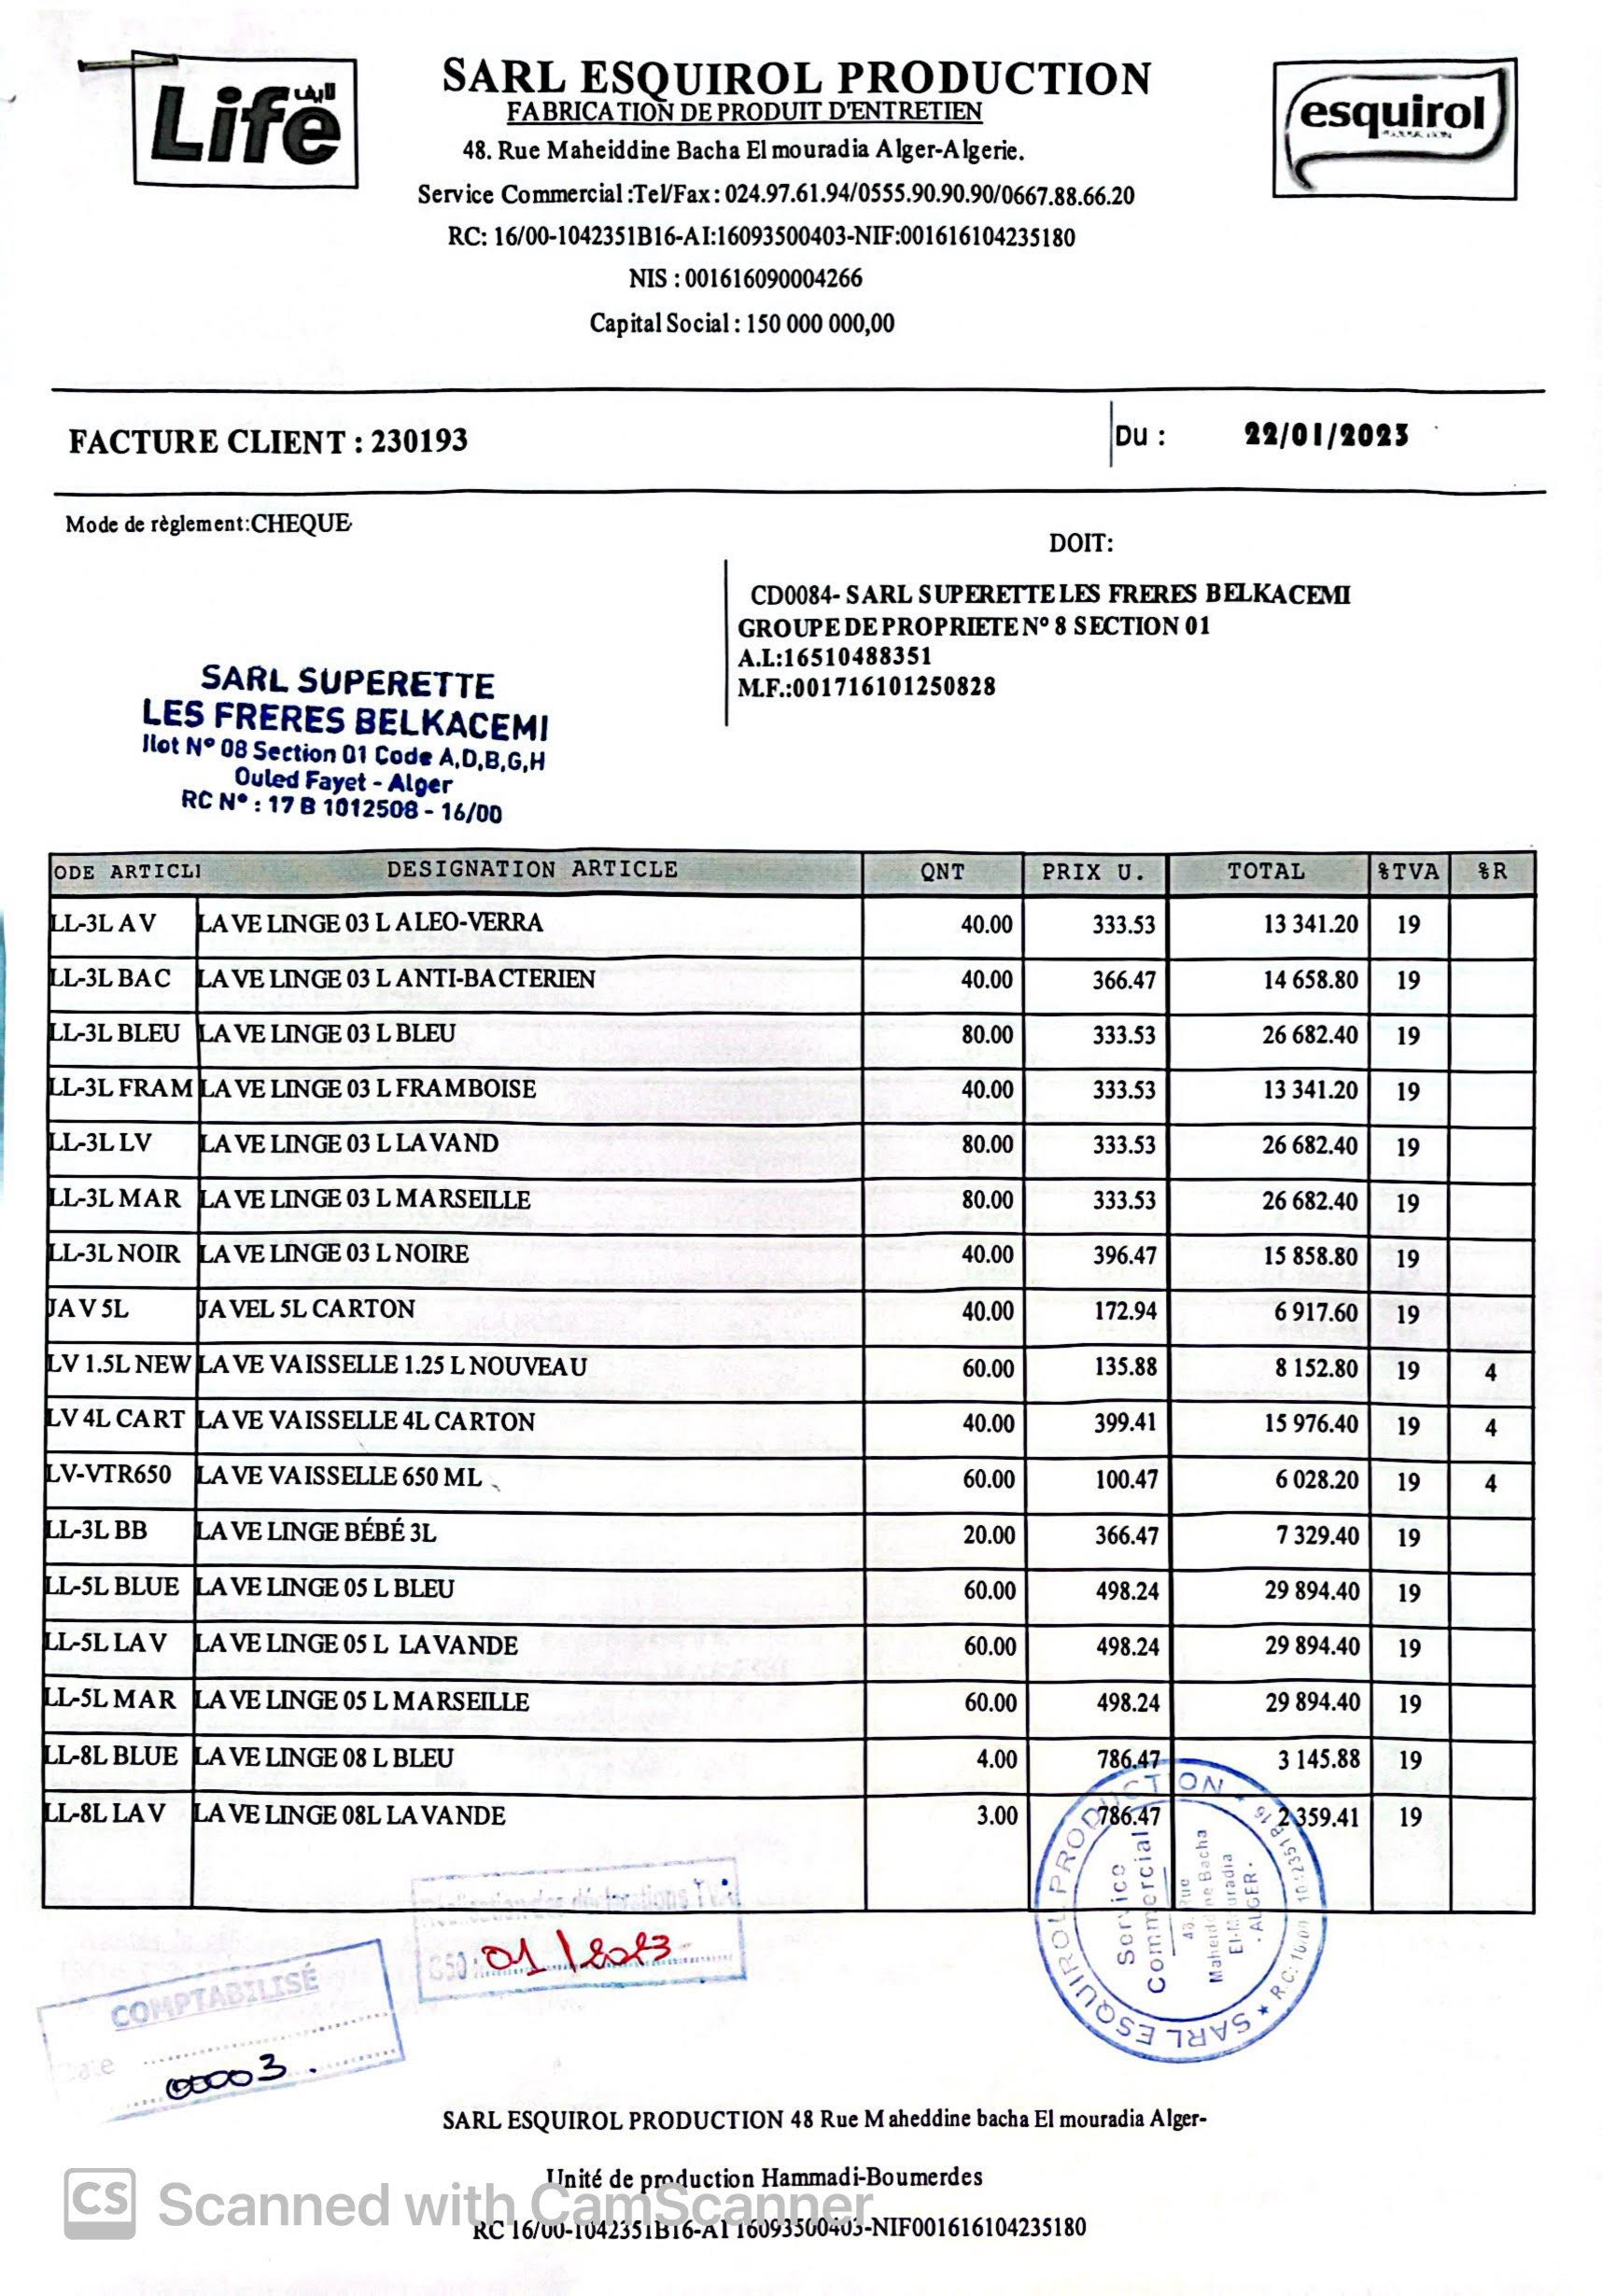 Life لايف
SARL ESQUIROL PRODUCTION
FABRICATION DE PRODUIT D'ENTRETIEN
48. Rue Maheiddine Bacha El mouradia Alger-Algerie.
Service Commercial :Tel/Fax : 024.97.61.94/0555.90.90.90/0667.88.66.20
RC: 16/00-1042351B16-AI:16093500403-NIF:001616104235180
NIS : 001616090004266
Capital Social : 150 000 000,00
esquirol
FACTURE CLIENT : 230193
Du : 22/01/2023
Mode de règlement:CHEQUE
DOIT:
CD0084- SARL SUPERETTE LES FRERES BELKACEMI
GROUPE DE PROPRIETE N° 8 SECTION 01
A.I.:16510488351
M.F.:001716101250828
SARL SUPERETTE
LES FRERES BELKACEMI
Ilot N° 08 Section 01 Code A,D,B,G,H
Ouled Fayet - Alger
RC N° : 17 B 1012508 - 16/00
ODE ARTICLI DESIGNATION ARTICLE QNT PRIX U. TOTAL %TVA %R
LL-3L AV LAVE LINGE 03 L ALEO-VERRA 40.00 333.53 13 341.20 19
LL-3L BAC LAVE LINGE 03 L ANTI-BACTERIEN 40.00 366.47 14 658.80 19
LL-3L BLEU LAVE LINGE 03 L BLEU 80.00 333.53 26 682.40 19
LL-3L FRAM LAVE LINGE 03 L FRAMBOISE 40.00 333.53 13 341.20 19
LL-3L LV LAVE LINGE 03 L LAVAND 80.00 333.53 26 682.40 19
LL-3L MAR LAVE LINGE 03 L MARSEILLE 80.00 333.53 26 682.40 19
LL-3L NOIR LAVE LINGE 03 L NOIRE 40.00 396.47 15 858.80 19
JAV 5L JAVEL 5L CARTON 40.00 172.94 6 917.60 19
LV 1.5L NEW LAVE VAISSELLE 1.25 L NOUVEAU 60.00 135.88 8 152.80 19 4
LV 4L CART LAVE VAISSELLE 4L CARTON 40.00 399.41 15 976.40 19 4
LV-VTR650 LAVE VAISSELLE 650 ML 60.00 100.47 6 028.20 19 4
LL-3L BB LAVE LINGE BÉBÉ 3L 20.00 366.47 7 329.40 19
LL-5L BLUE LAVE LINGE 05 L BLEU 60.00 498.24 29 894.40 19
LL-5L LAV LAVE LINGE 05 L LAVANDE 60.00 498.24 29 894.40 19
LL-5L MAR LAVE LINGE 05 L MARSEILLE 60.00 498.24 29 894.40 19
LL-8L BLUE LAVE LINGE 08 L BLEU 4.00 786.47 3 145.88 19
LL-8L LAV LAVE LINGE 08L LAVANDE 3.00 786.47 2 359.41 19
des déclarations TVA
G50 : 01/2023
COMPTABILISÉ
Date
00003.
SARL ESQUIROL PRODUCTION ★ R.C: 16/00 1042351B16 ★
Service
Commercial
48. Rue
Maheiddine Bacha
El-Mouradia
- ALGER -
SARL ESQUIROL PRODUCTION 48 Rue Maheddine bacha El mouradia Alger-
Unité de production Hammadi-Boumerdes
RC 16/00-1042351B16-AI 16093500403-NIF001616104235180
CS Scanned with CamScanner